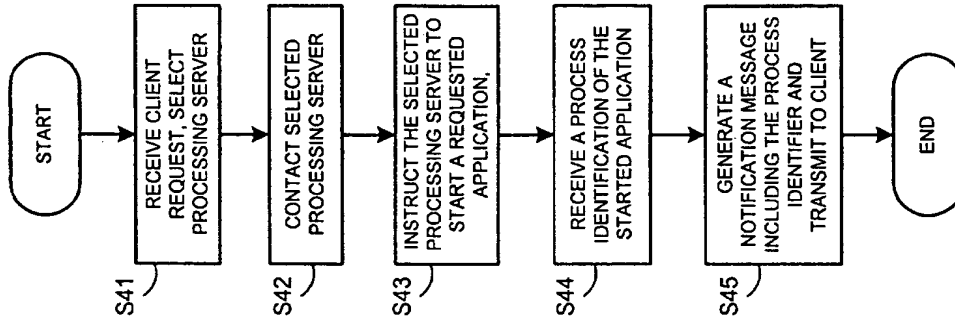 START
S41
RECEIVE CLIENT
REQUEST, SELECT
PROCESSING SERVER
S42
CONTACT SELECTED
PROCESSING SERVER
S43
INSTRUCT THE SELECTED
PROCESSING SERVER TO
START A REQUESTED
APPLICATION,
S44
RECEIVE A PROCESS
IDENTIFICATION OF THE
STARTED APPLICATION
S45
GENERATE A
NOTIFICATION MESSAGE
INCLUDING THE PROCESS
IDENTIFIER AND
TRANSMIT TO CLIENT
END